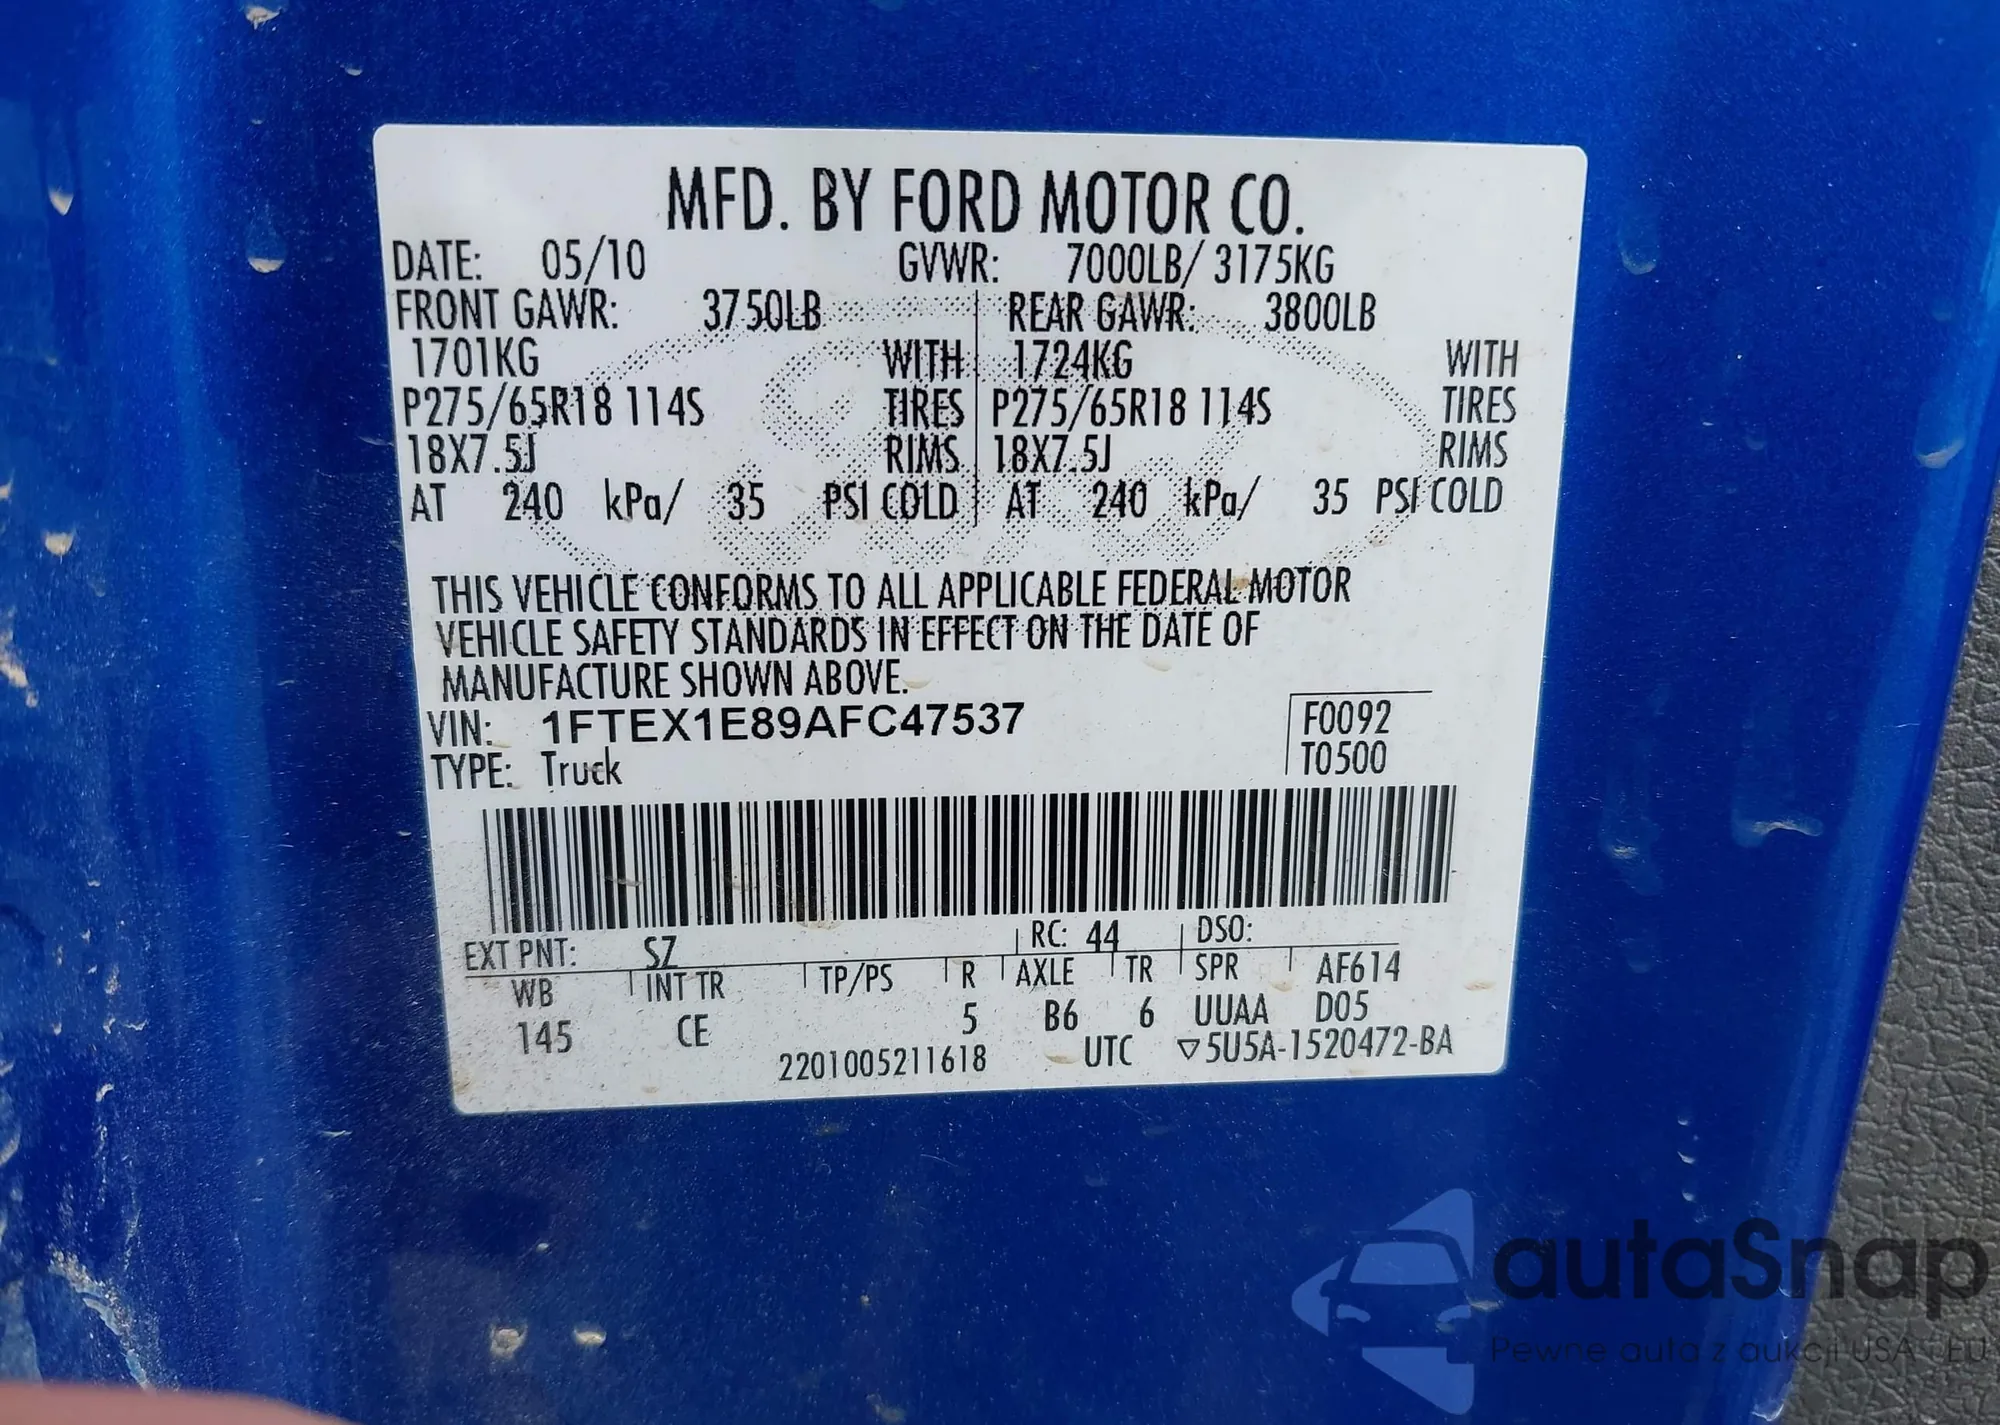 MFD. BY FORD MOTOR CO.
DATE: 05/10 GVWR: 7000LB/ 3175KG
FRONT GAWR: 3750LB REAR GAWR: 3800LB
1701KG WITH 1724KG WITH
P275/65R18 114S TIRES P275/65R18 114S TIRES
18X7.5J RIMS 18X7.5J RIMS
AT 240 kPa/ 35 PSI COLD AT 240 kPa/ 35 PSI COLD
THIS VEHICLE CONFORMS TO ALL APPLICABLE FEDERAL MOTOR
VEHICLE SAFETY STANDARDS IN EFFECT ON THE DATE OF
MANUFACTURE SHOWN ABOVE.
VIN: 1FTEX1E89AFC47537 F0092
TYPE: Truck T0500
EXT PNT: SZ RC: 44 DSO:
WB INT TR TP/PS R AXLE TR SPR AF614
145 CE 5 B6 6 UUAA D05
2201005211618 UTC ▽5U5A-1520472-BA
autaSnap
Pewne auta z aukcji USA i EU